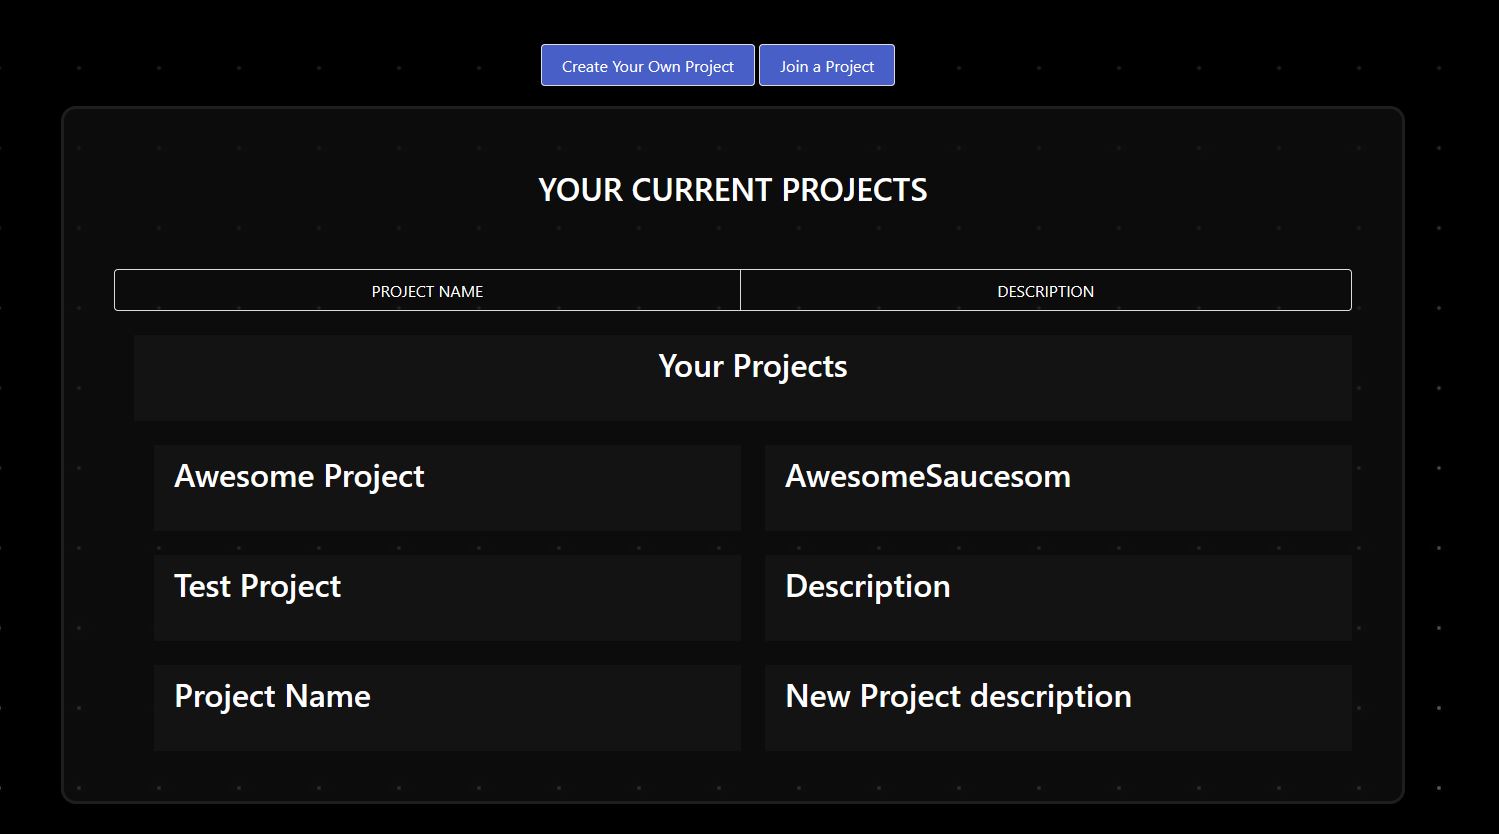 Create Your Own Project Join a Project
YOUR CURRENT PROJECTS
PROJECT NAME DESCRIPTION
Your Projects
Awesome Project AwesomeSaucesom
Test Project Description
Project Name New Project description